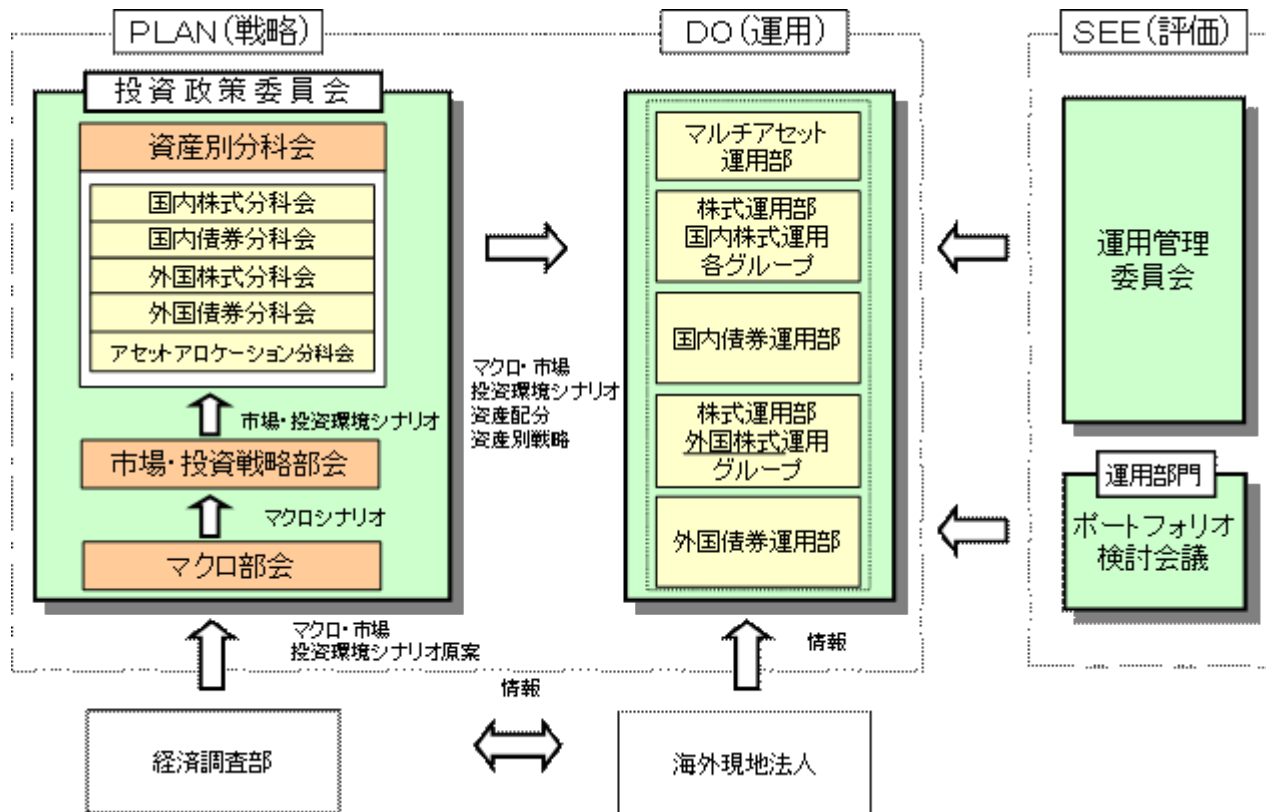 PLAN(戦略)
投資政策委員会
資産別分科会
国内株式分科会
国内債券分科会
外国株式分科会
外国債券分科会
アセットアロケーション分科会
市場・投資環境シナリオ
市場・投資戦略部会
マクロシナリオ
マクロ部会
マクロ・市場
投資環境シナリオ原案
経済調査部
マクロ・市場
投資環境シナリオ
資産配分
資産別戦略
情報
DO(運用)
マルチアセット
運用部
株式運用部
国内株式運用
各グループ
国内債券運用部
株式運用部
外国株式運用
グループ
外国債券運用部
情報
海外現地法人
SEE(評価)
運用管理
委員会
運用部門
ポートフォリオ
検討会議